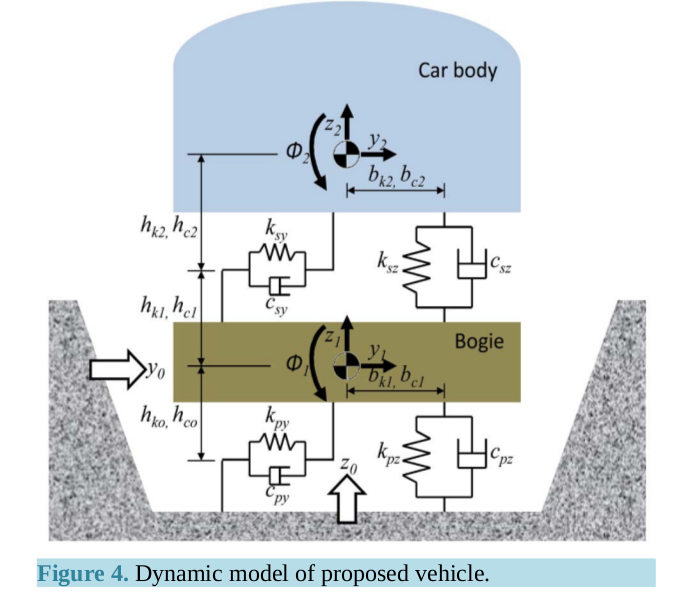 Car body
z2
Φ2
y2
bk2, bc2
hk2, hc2
ksy
csy
ksz
csz
hk1, hc1
Bogie
z1
Φ1
y1
bk1, bc1
y0
hko, hco
kpy
cpy
kpz
cpz
z0
Figure 4. Dynamic model of proposed vehicle.